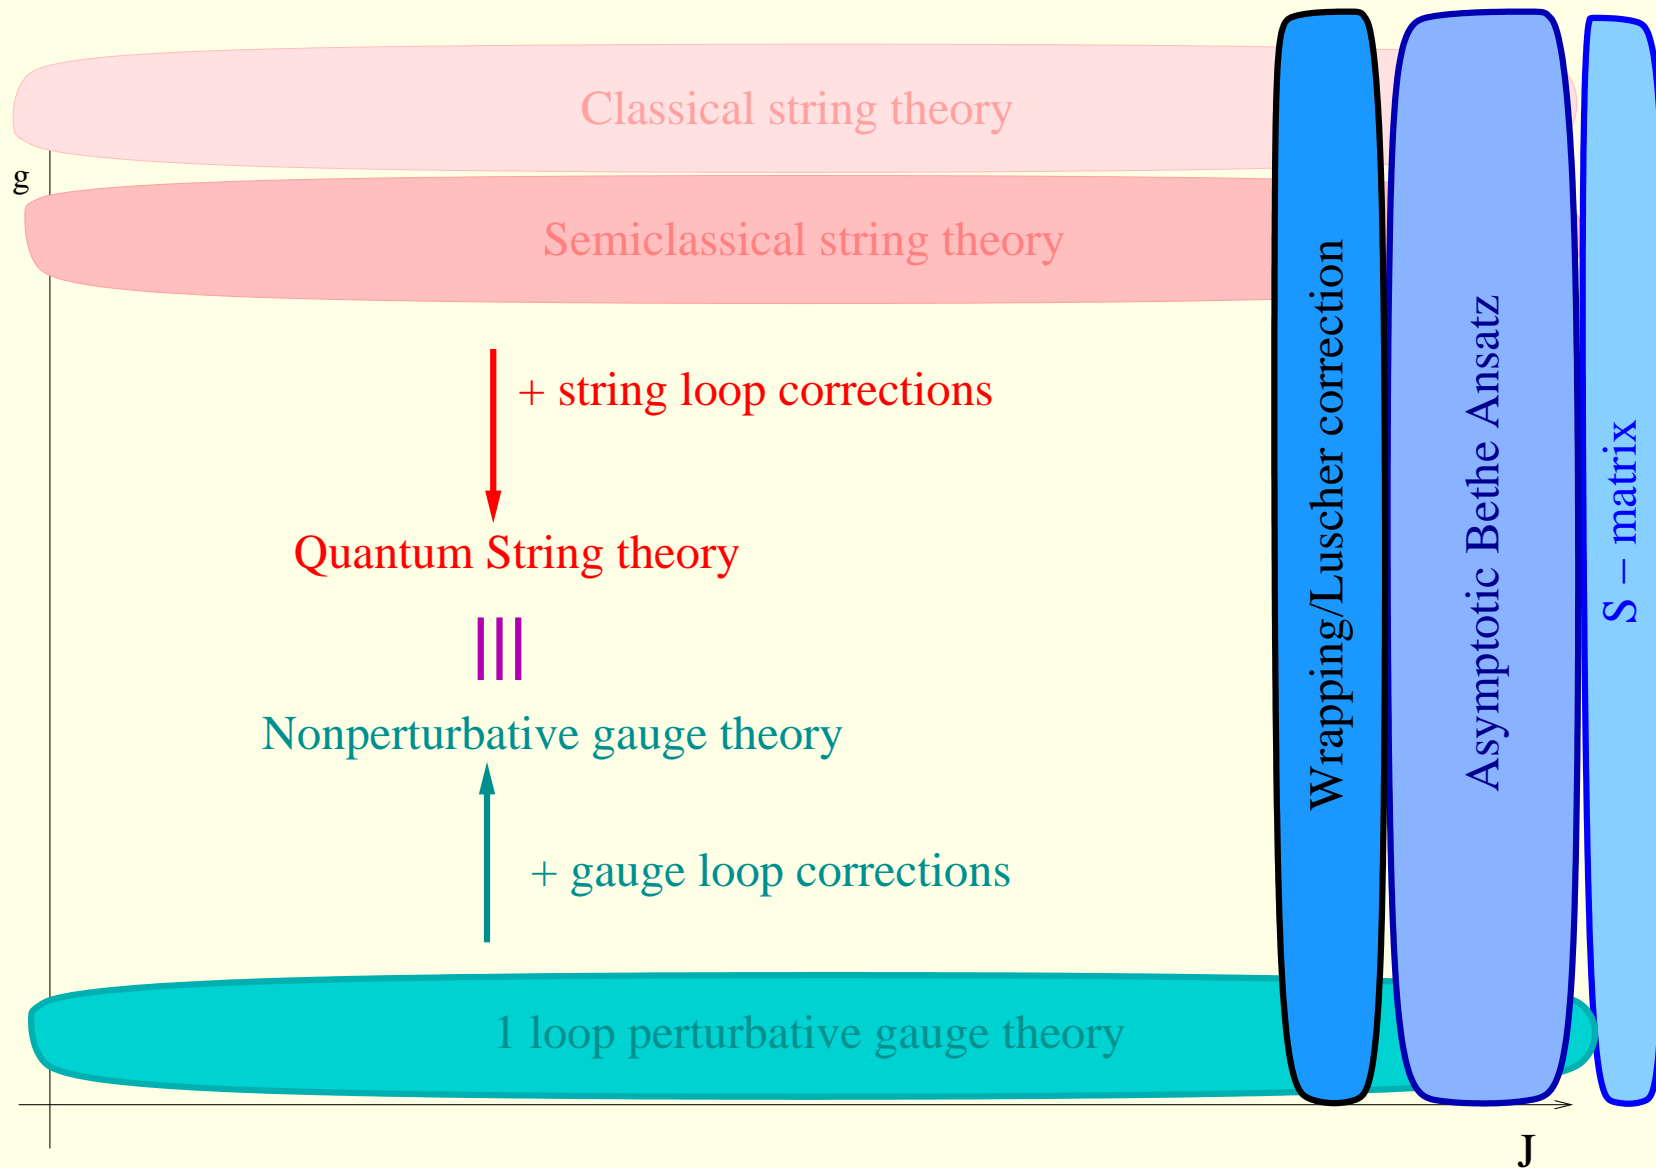 Classical string theory
g
Semiclassical string theory
+ string loop corrections
Quantum String theory
Nonperturbative gauge theory
+ gauge loop corrections
1 loop perturbative gauge theory
Wrapping/Luscher correction
Asymptotic Bethe Ansatz
S – matrix
J